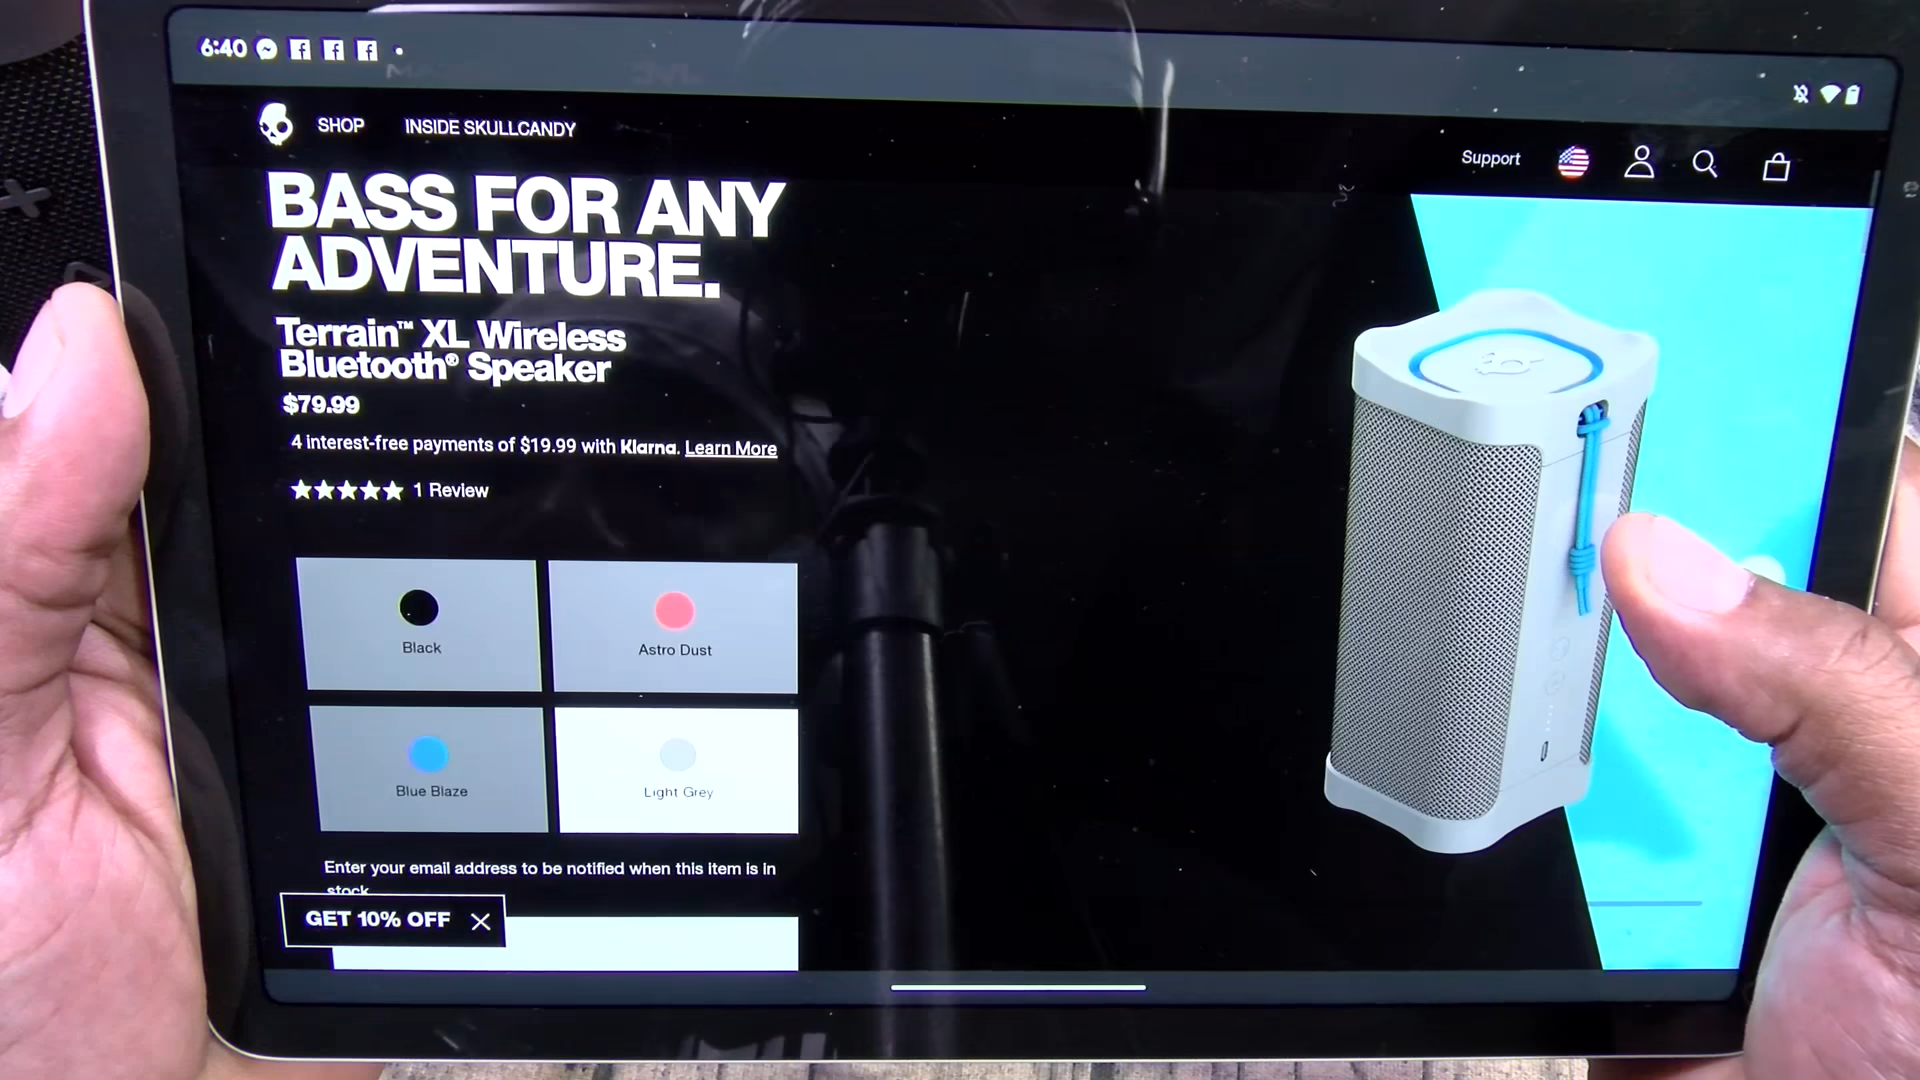 6:40
SHOP INSIDE SKULLCANDY
Support
BASS FOR ANY
ADVENTURE.
Terrain™ XL Wireless
Bluetooth® Speaker
$79.99
4 interest-free payments of $19.99 with Klarna. Learn More
1 Review
Black
Astro Dust
Blue Blaze
Light Grey
Enter your email address to be notified when this item is in
stock
GET 10% OFF